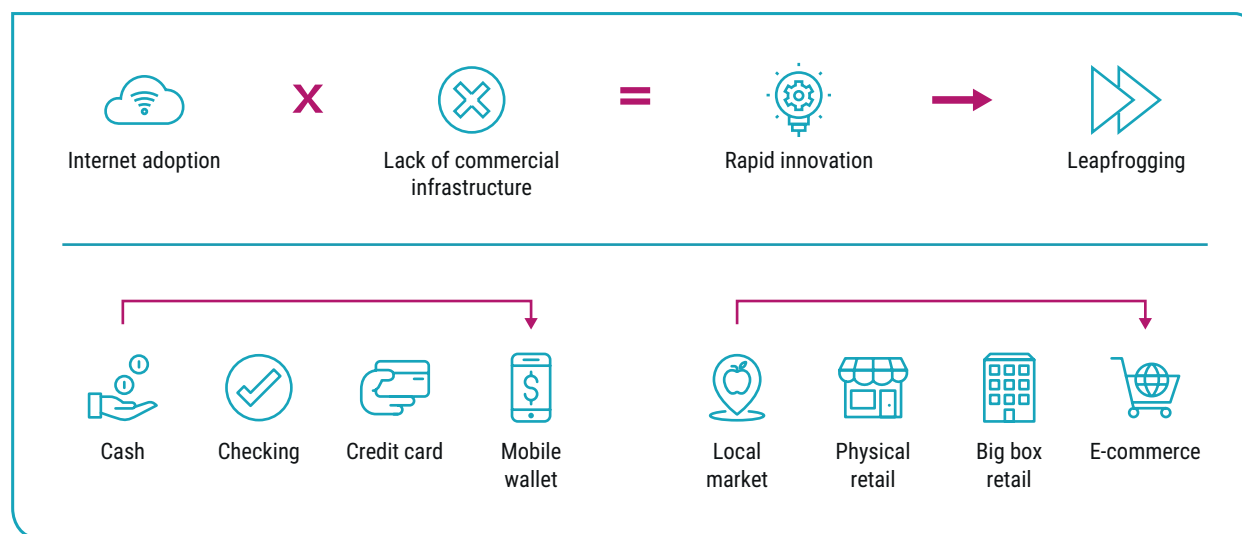 X
=
Internet adoption
Lack of commercial
infrastructure
Rapid innovation
Leapfrogging
$
Cash
Checking
Credit card
Mobile
wallet
Local
market
Physical
retail
Big box
retail
E-commerce